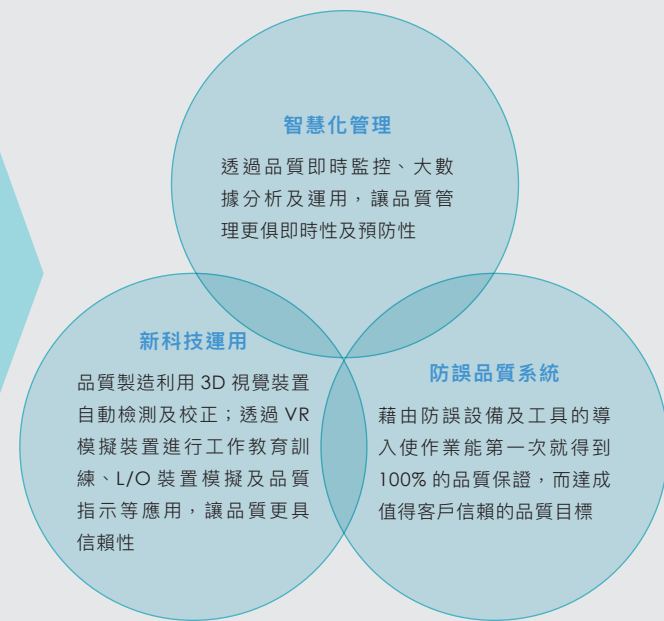 智慧化管理
透過品質即時監控、大數
據分析及運用，讓品質管
理更俱即時性及預防性
新科技運用
品質製造利用 3D 視覺裝置
自動檢測及校正；透過 VR
模擬裝置進行工作教育訓
練、L/O 裝置模擬及品質
指示等應用，讓品質更具
信賴性
防誤品質系統
藉由防誤設備及工具的導
入使作業能第一次就得到
100% 的品質保證，而達成
值得客戶信賴的品質目標